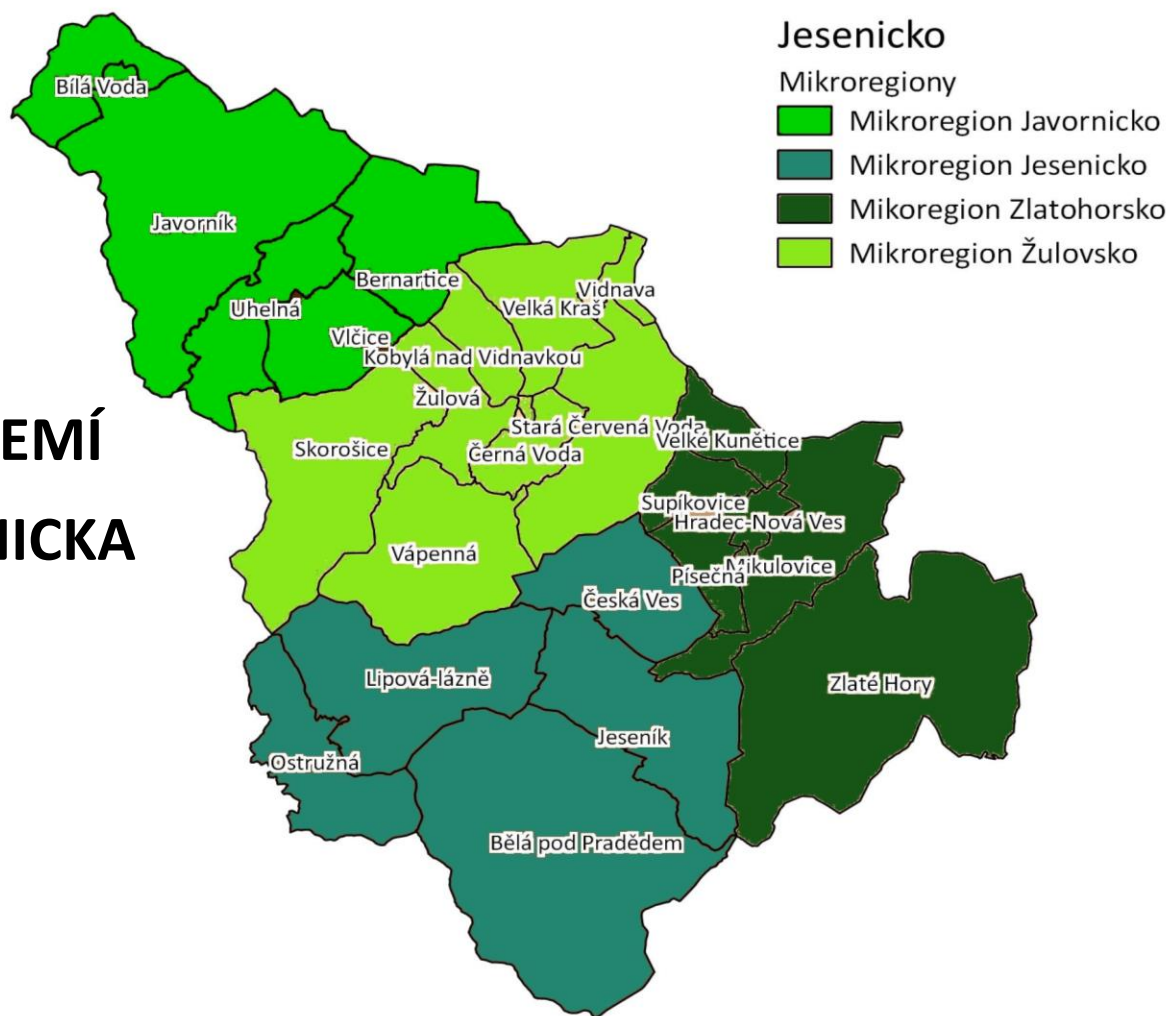 Jesenicko
Mikroregiony
Mikroregion Javornicko
Mikroregion Jesenicko
Mikoregion Zlatohorsko
Mikroregion Žulovsko
Bílá Voda
Javorník
Bernartice
Uhelná
Vlčice
Vidnava
Velká Kraš
Kobylá nad Vidnavkou
Žulová
Stará Červená Voda
Velké Kunětice
Skorošice
Černá Voda
Supíkovice
Hradec-Nová Ves
Vápenná
Písečná
Mikulovice
Česká Ves
Lipová-lázně
Zlaté Hory
Jeseník
Ostružná
Bělá pod Pradědem
EMÍ
NICKA